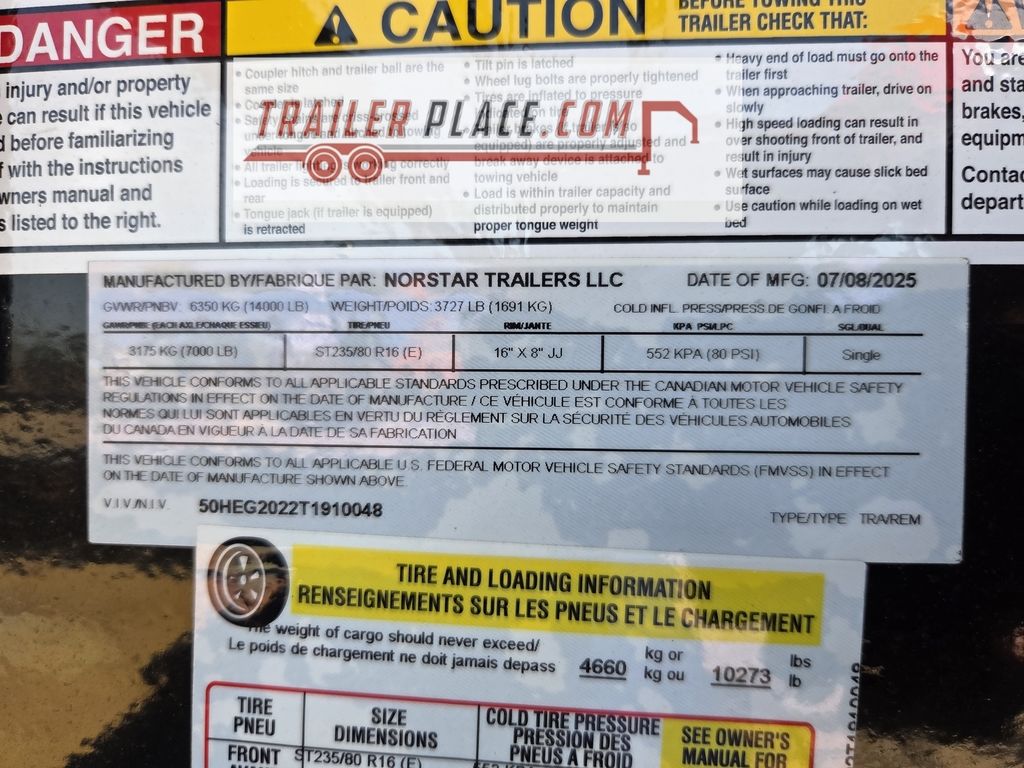 DANGER
injury and/or property
can result if this vehicle
before familiarizing
with the instructions
wners manual and
listed to the right.
CAUTION
BEFORE TOWING THIS
TRAILER CHECK THAT:
• Coupler hitch and trailer ball are the
same size
vehicle
• All trailer
correctly
• Loading is secured to trailer front and
rear
• Tongue jack (if trailer is equipped)
is retracted
• Tilt pin is latched
• Wheel lug bolts are properly tightened
• Tires are inflated to pressure
equipped) are properly adjusted and
break away device is attached to
towing vehicle
• Load is within trailer capacity and
distributed properly to maintain
proper tongue weight
• Heavy end of load must go onto the
trailer first
• When approaching trailer, drive on
slowly
• High speed loading can result in
over shooting front of trailer, and
result in injury
• Wet surfaces may cause slick bed
surface
• Use caution while loading on wet
bed
You are
and sta
brakes,
equipm
Contac
depart
TRAILER PLACE.COM
MANUFACTURED BY/FABRIQUE PAR: NORSTAR TRAILERS LLC DATE OF MFG: 07/08/2025
GVWR/PNBV: 6350 KG (14000 LB) WEIGHT/POIDS: 3727 LB (1691 KG) COLD INFL. PRESS/PRESS DE GONFL A FROID
GAWR/PNBE (EACH AXLE/CHAQUE ESSIEU) TIRE/PNEU RIM/JANTE KPA PSI/LPC SGL/DUAL
3175 KG (7000 LB) ST235/80 R16 (E) 16" X 8" JJ 552 KPA (80 PSI) Single
THIS VEHICLE CONFORMS TO ALL APPLICABLE STANDARDS PRESCRIBED UNDER THE CANADIAN MOTOR VEHICLE SAFETY
REGULATIONS IN EFFECT ON THE DATE OF MANUFACTURE / CE VÉHICULE EST CONFORME À TOUTES LES
NORMES QUI LUI SONT APPLICABLES EN VERTU DU RÈGLEMENT SUR LA SÉCURITÉ DES VÉHICULES AUTOMOBILES
DU CANADA EN VIGUEUR À LA DATE DE SA FABRICATION
THIS VEHICLE CONFORMS TO ALL APPLICABLE U.S. FEDERAL MOTOR VEHICLE SAFETY STANDARDS (FMVSS) IN EFFECT
ON THE DATE OF MANUFACTURE SHOWN ABOVE
V.I.V./N.I.V. 50HEG2022T1910048 TYPE/TYPE TRA/REM
TIRE AND LOADING INFORMATION
RENSEIGNEMENTS SUR LES PNEUS ET LE CHARGEMENT
The weight of cargo should never exceed/
Le poids de chargement ne doit jamais depass 4660 kg or
kg ou 10273 lbs
lb
TIRE
PNEU
SIZE
DIMENSIONS
COLD TIRE PRESSURE
PRESSION DES
PNEUS A FROID
SEE OWNER'S
MANUAL FOR
FRONT
ST235/80 R16 (E)